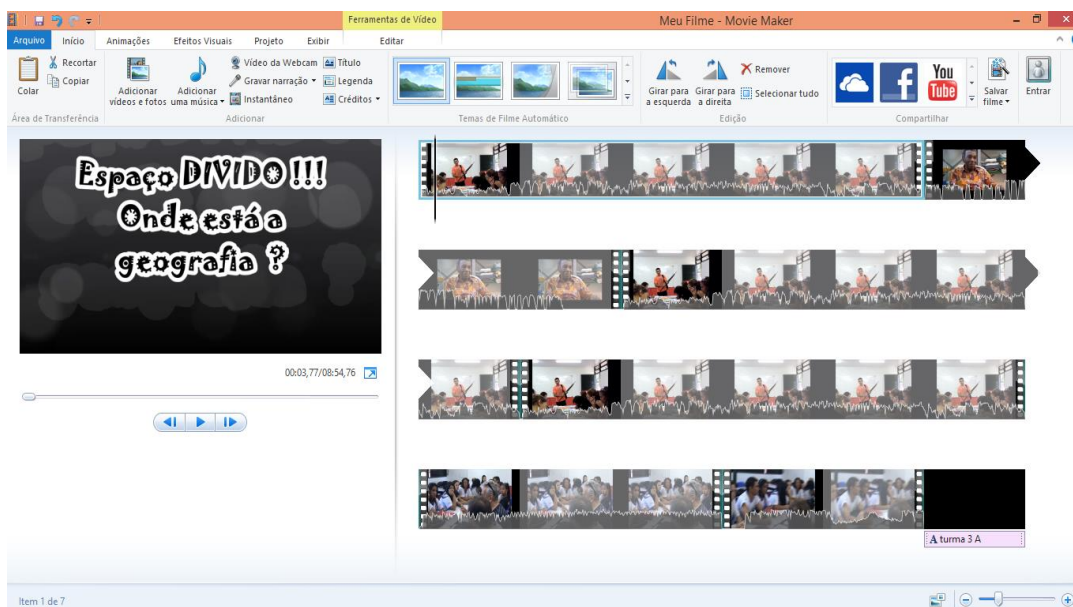 Ferramentas de Vídeo
Meu Filme - Movie Maker
Arquivo Início Animações Efeitos Visuais Projeto Exibir Editar
Colar
Recortar
Copiar
Área de Transferência
Adicionar vídeos e fotos
Adicionar uma música
Vídeo da Webcam
Gravar narração
Instantâneo
Título
Legenda
Créditos
Adicionar
Temas de Filme Automático
Girar para a esquerda
Girar para a direita
Remover
Selecionar tudo
Edição
f
You
Tube
Compartilhar
Salvar filme
Entrar
Espaço DIVIDO !!!
Onde está a
geografia ?
00:03,77/08:54,76
A turma 3 A
Item 1 de 7